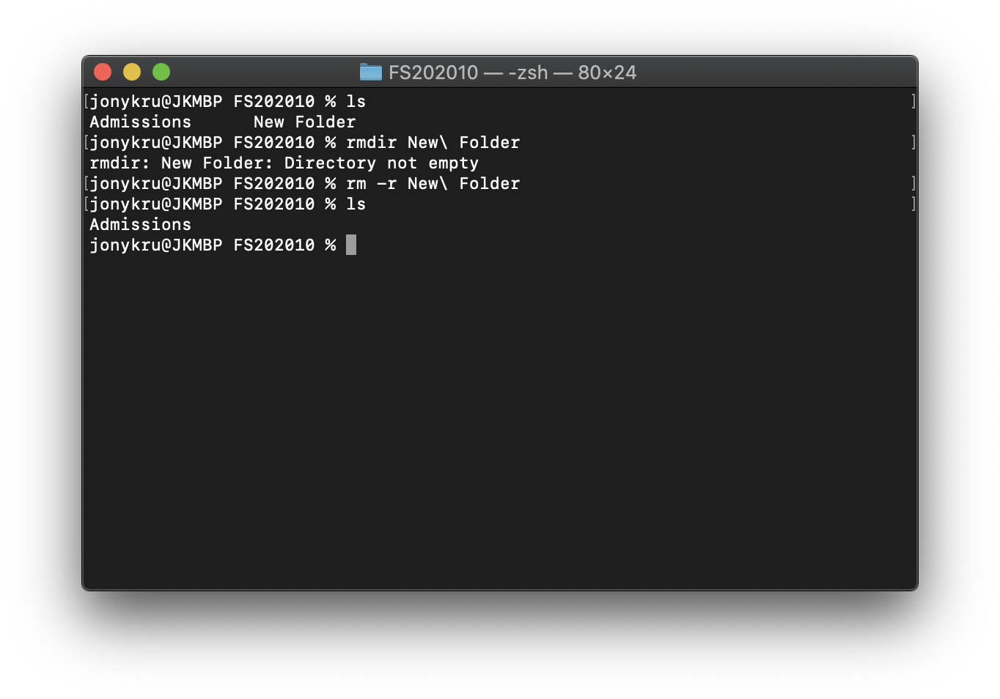 FS202010 — -zsh — 80×24
[jonykru@JKMBP FS202010 % ls ]
Admissions      New Folder
[jonykru@JKMBP FS202010 % rmdir New\ Folder ]
rmdir: New Folder: Directory not empty
[jonykru@JKMBP FS202010 % rm -r New\ Folder ]
[jonykru@JKMBP FS202010 % ls ]
Admissions
jonykru@JKMBP FS202010 %